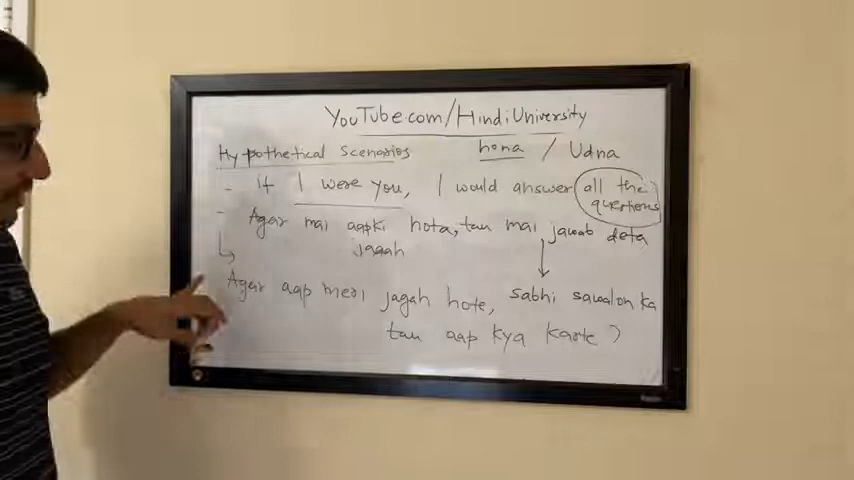 YouTube.com/HindiUniversity
Hypothetical Scenarios hona / Udna
- if I were you, I would answer all the questions
- Agar mai aapki jagah hota, tau mai jawab deta
sabhi sawalon ka
Agar aap meri jagah hote,
tau aap kya karte ?